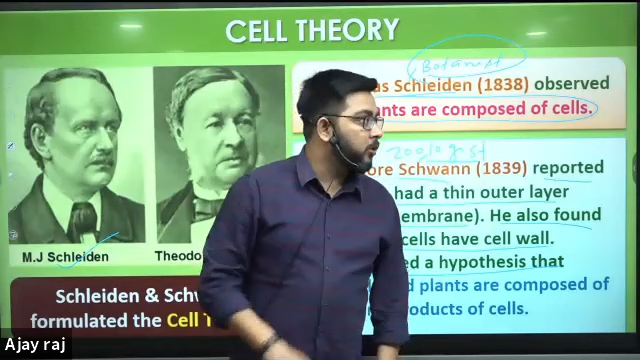 CELL THEORY
Botanist
as Schleiden (1838) observed
plants are composed of cells.
zoologist
ore Schwann (1839) reported
had a thin outer layer
membrane). He also found
cells have cell wall.
ed a hypothesis that
d plants are composed of
products of cells.
M.J Schleiden
Theodo
Schleiden & Schw
formulated the Cell T
Ajay raj